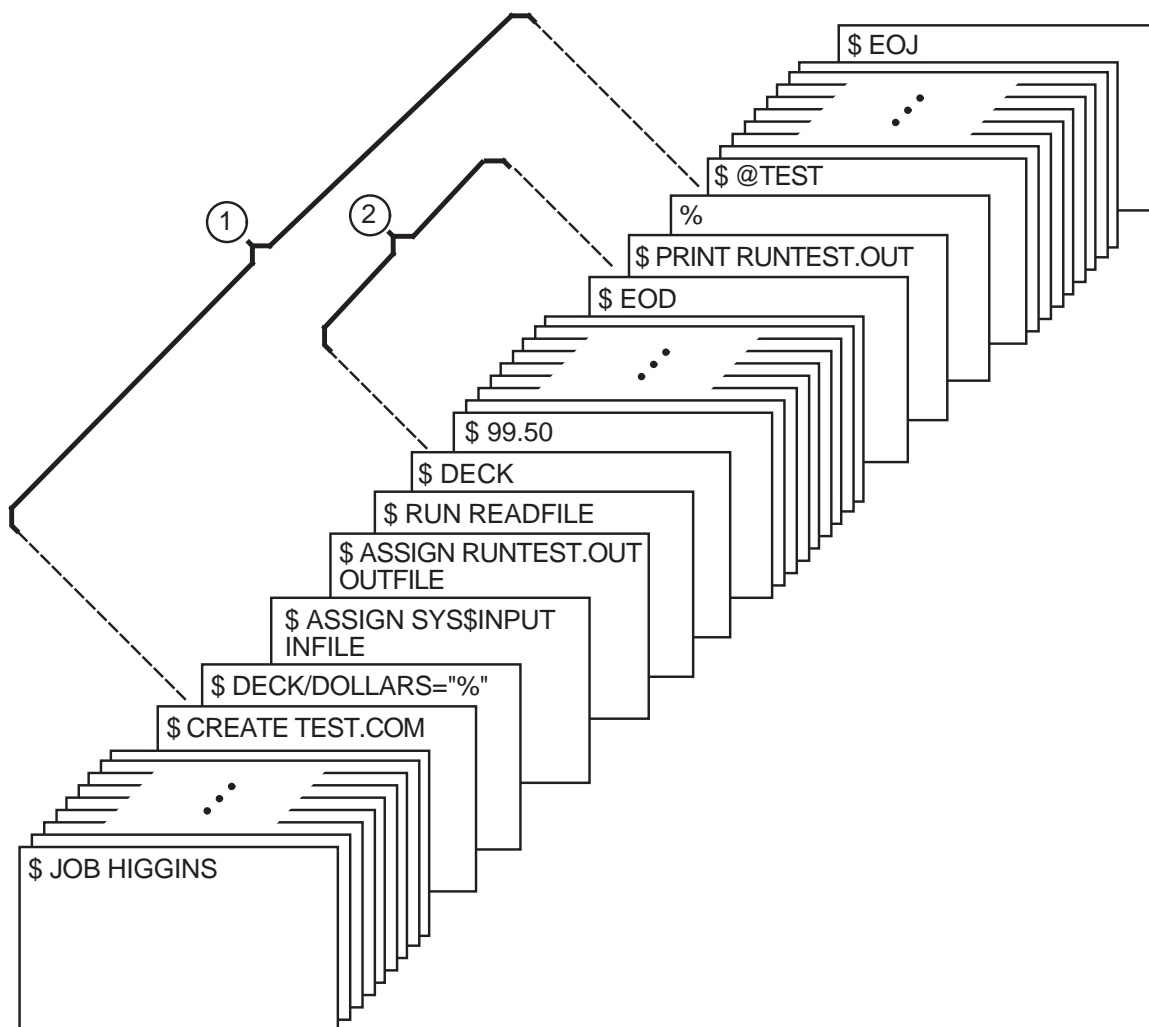 $ EOJ
$ @TEST
1
2
%
$ PRINT RUNTEST.OUT
$ EOD
$ 99.50
$ DECK
$ RUN READFILE
$ ASSIGN RUNTEST.OUT
OUTFILE
$ ASSIGN SYS$INPUT
INFILE
$ DECK/DOLLARS="%"
$ CREATE TEST.COM
$ JOB HIGGINS